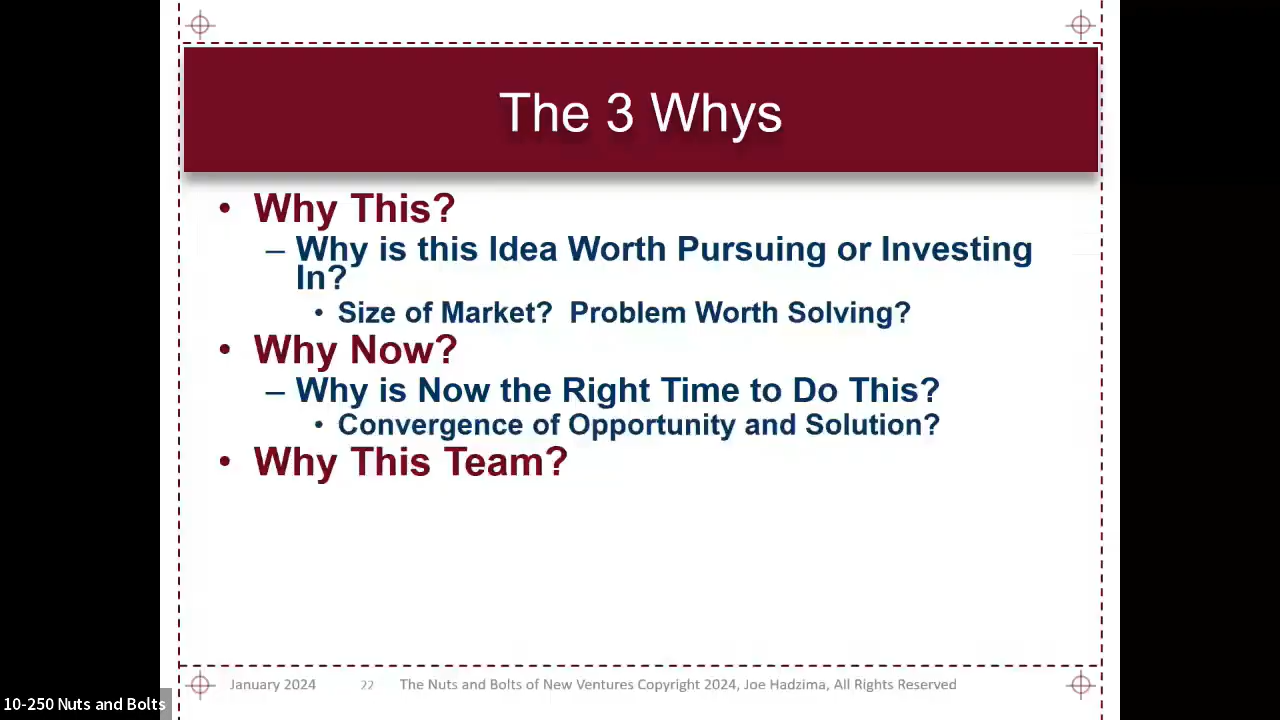 The 3 Whys
• Why This?
– Why is this Idea Worth Pursuing or Investing
In?
• Size of Market?  Problem Worth Solving?
• Why Now?
– Why is Now the Right Time to Do This?
• Convergence of Opportunity and Solution?
• Why This Team?
January 2024 22 The Nuts and Bolts of New Ventures Copyright 2024, Joe Hadzima, All Rights Reserved
10-250 Nuts and Bolts